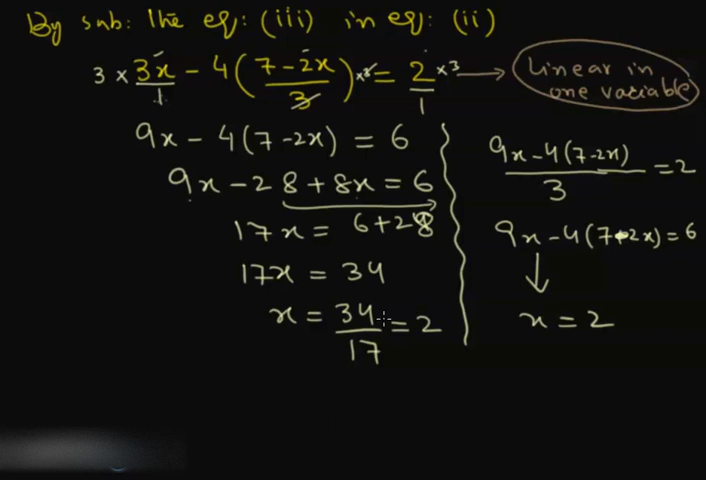 By sub: the eq: (iii) in eq: (ii)
3 × 3x/1 - 4(7-2x/3)×3 = 2/1 ×3 → Linear in one variable
9x - 4(7-2x) = 6
9x - 28 + 8x = 6
17x = 6+28
17x = 34
x = 34/17 = 2
9x-4(7-2x)/3 = 2
9x-4(7-2x) = 6
↓
x = 2